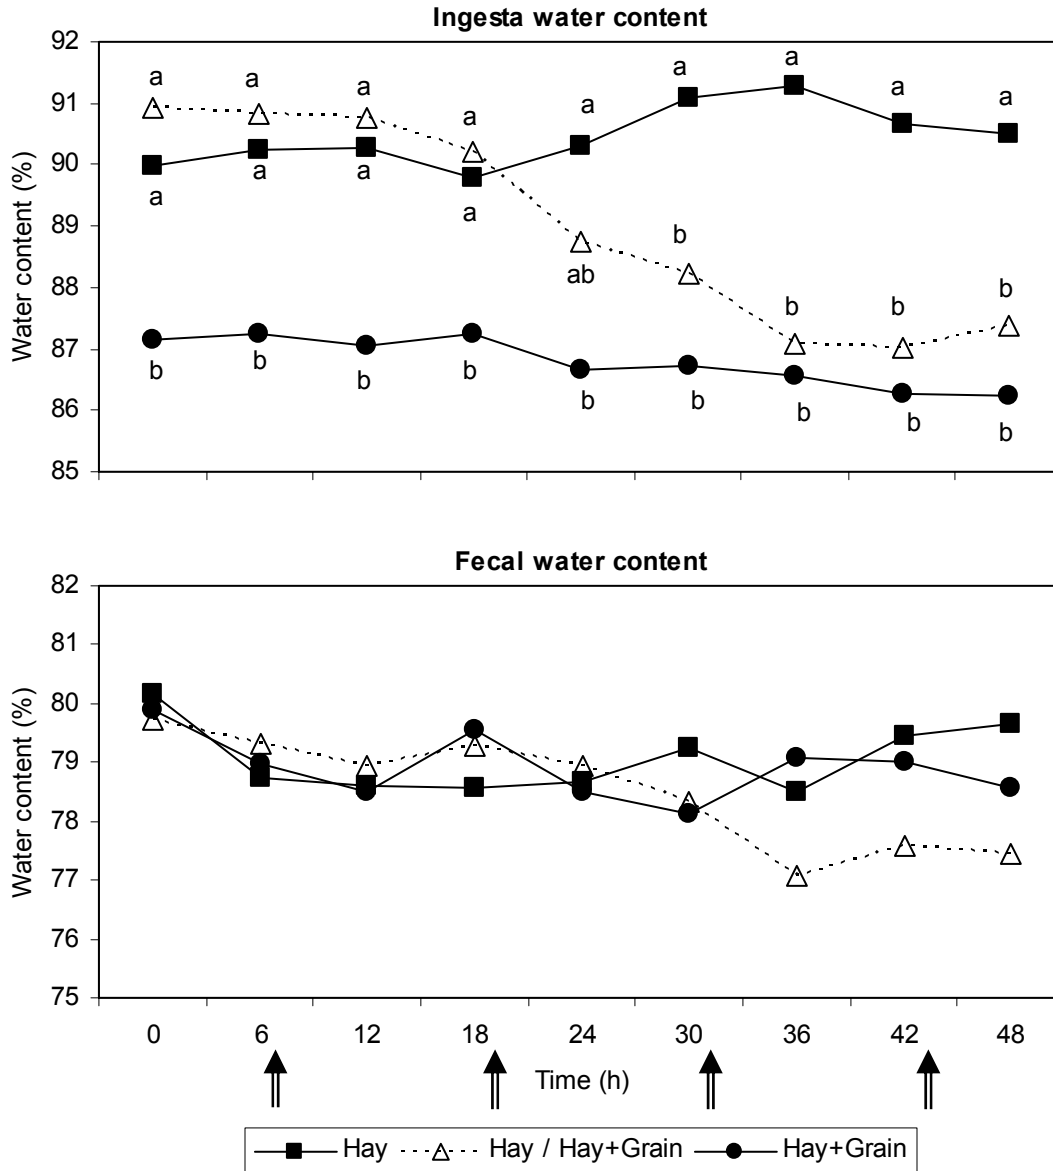 Ingesta water content
92
91
90
89
88
87
86
85
Water content (%)
a a a a a a a a a
a a a a
ab b b b b
b b b b b b b b b
Fecal water content
82
81
80
79
78
77
76
75
Water content (%)
0 6 12 18 24 30 36 42 48
Time (h)
Hay Hay / Hay+Grain Hay+Grain